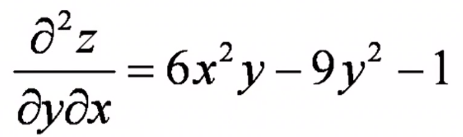 ∂²z/∂y∂x = 6x²y − 9y² − 1